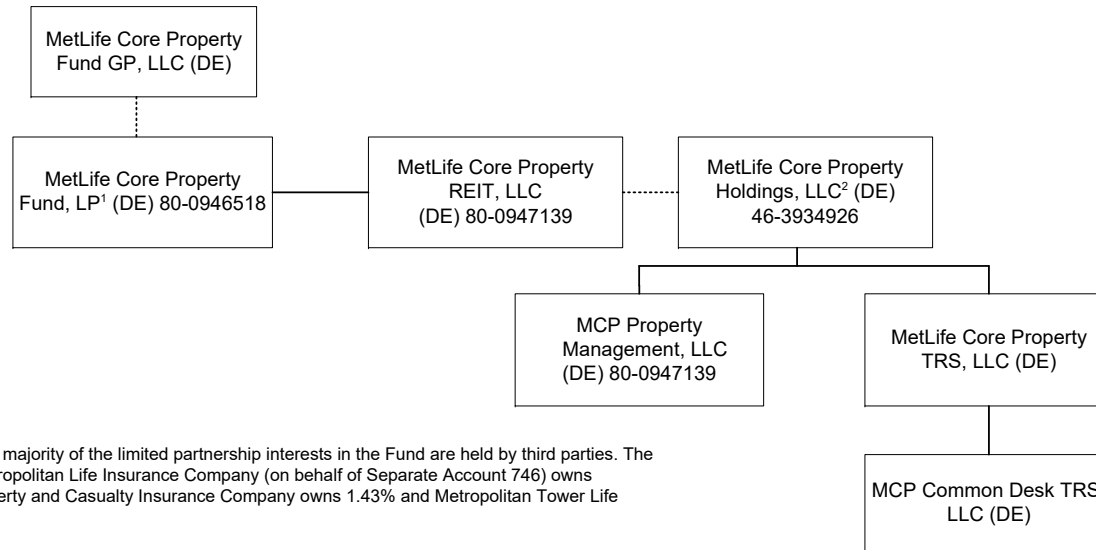 MetLife Core Property
Fund GP, LLC (DE)
MetLife Core Property
Fund, LP¹ (DE) 80-0946518
MetLife Core Property
REIT, LLC
(DE) 80-0947139
MetLife Core Property
Holdings, LLC² (DE)
46-3934926
MCP Property
Management, LLC
(DE) 80-0947139
MetLife Core Property
TRS, LLC (DE)
MCP Common Desk TRS
LLC (DE)
majority of the limited partnership interests in the Fund are held by third parties. The
Life Insurance Company (on behalf of Separate Account 746) owns
and Casualty Insurance Company owns 1.43% and Metropolitan Tower Life